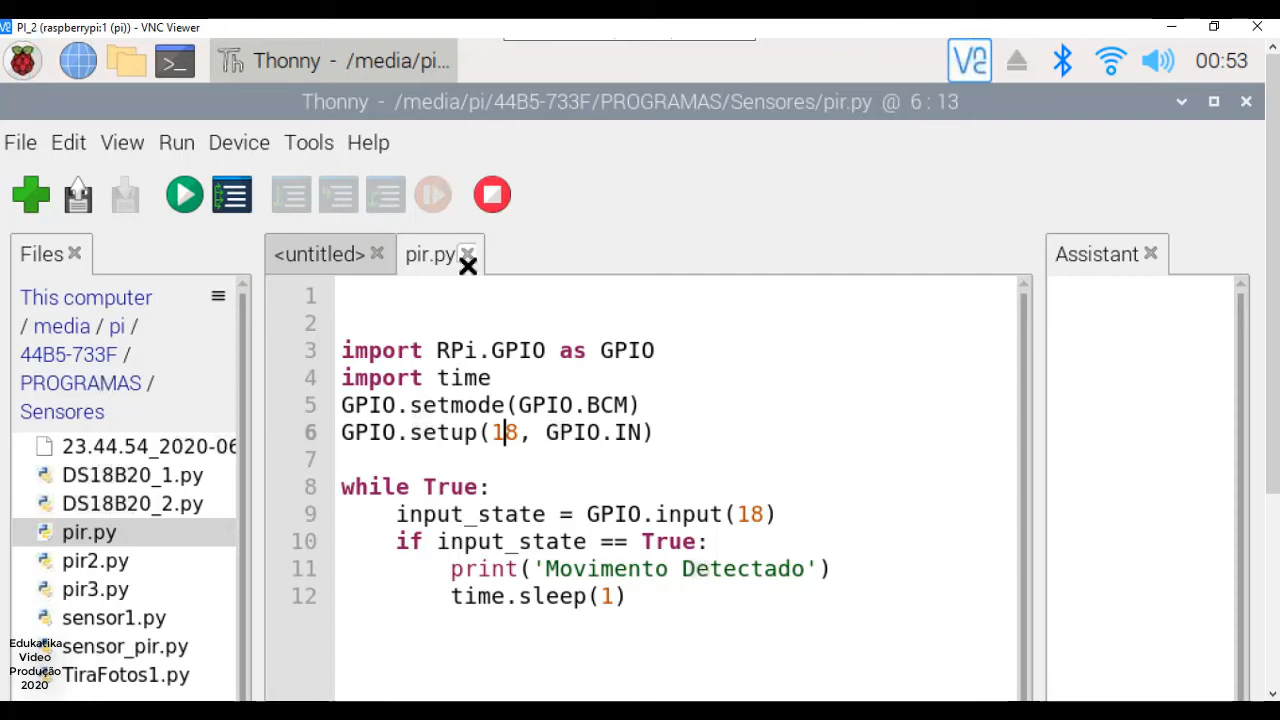 PI_2 (raspberrypi:1 (pi)) - VNC Viewer
Thonny - /media/pi... 00:53
Thonny - /media/pi/44B5-733F/PROGRAMAS/Sensores/pir.py @ 6 : 13
File Edit View Run Device Tools Help
Files <untitled> pir.py Assistant
This computer
/ media / pi /
44B5-733F /
PROGRAMAS /
Sensores
23.44.54_2020-06
DS18B20_1.py
DS18B20_2.py
pir.py
pir2.py
pir3.py
sensor1.py
sensor_pir.py
TiraFotos1.py
1
2
3 import RPi.GPIO as GPIO
4 import time
5 GPIO.setmode(GPIO.BCM)
6 GPIO.setup(18, GPIO.IN)
7
8 while True:
9 input_state = GPIO.input(18)
10 if input_state == True:
11 print('Movimento Detectado')
12 time.sleep(1)
Edukatika
Video
Produção
2020